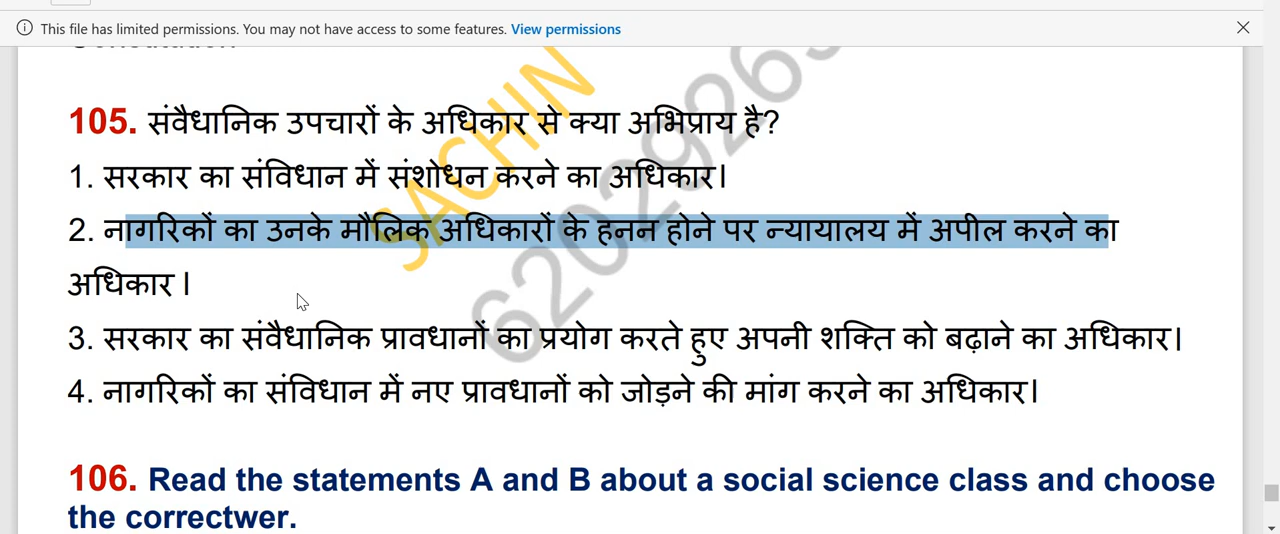 This file has limited permissions. You may not have access to some features. View permissions
105. संवैधानिक उपचारों के अधिकार से क्या अभिप्राय है?
1. सरकार का संविधान में संशोधन करने का अधिकार।
2. नागरिकों का उनके मौलिक अधिकारों के हनन होने पर न्यायालय में अपील करने का
अधिकार ।
3. सरकार का संवैधानिक प्रावधानों का प्रयोग करते हुए अपनी शक्ति को बढ़ाने का अधिकार।
4. नागरिकों का संविधान में नए प्रावधानों को जोड़ने की मांग करने का अधिकार।
106. Read the statements A and B about a social science class and choose
the correctwer.
SACHIN
6202926